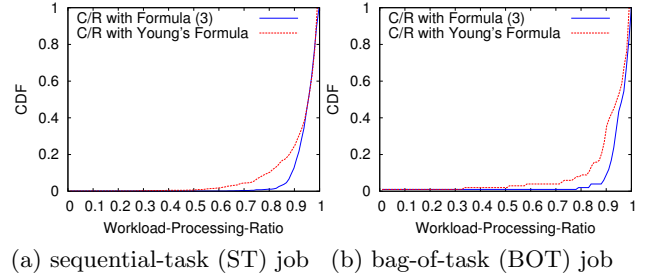 C/R with Formula (3)
C/R with Young's Formula
CDF
1
0.8
0.6
0.4
0.2
0
0 0.1 0.2 0.3 0.4 0.5 0.6 0.7 0.8 0.9 1
Workload-Processing-Ratio
(a) sequential-task (ST) job
C/R with Formula (3)
C/R with Young's Formula
CDF
1
0.8
0.6
0.4
0.2
0
0 0.1 0.2 0.3 0.4 0.5 0.6 0.7 0.8 0.9 1
Workload-Processing-Ratio
(b) bag-of-task (BOT) job